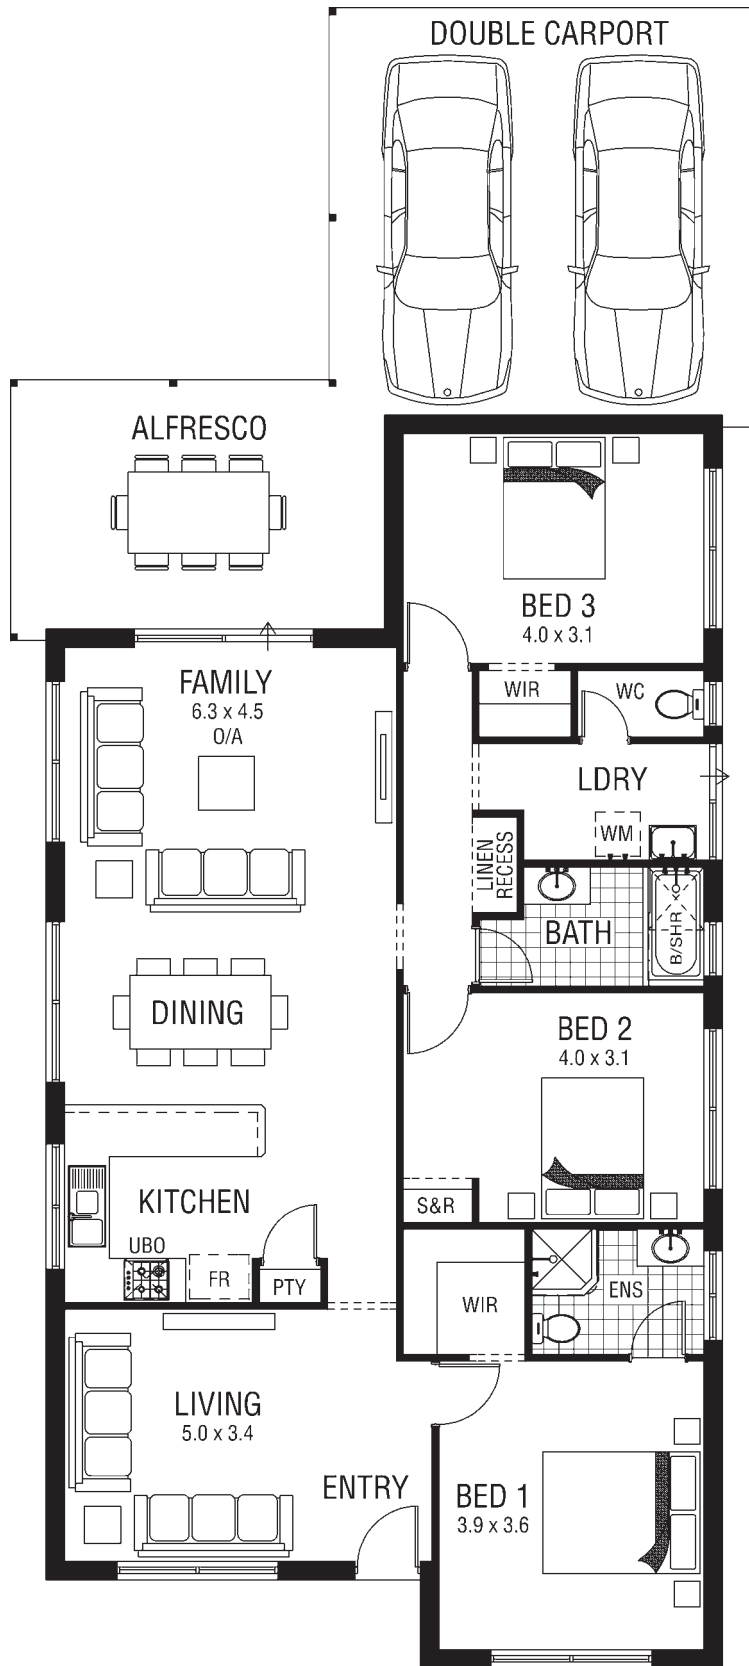 DOUBLE CARPORT
ALFRESCO
BED 3
4.0 x 3.1
FAMILY
6.3 x 4.5
O/A
WIR
WC
LDRY
WM
LINEN
RECESS
BATH
B/SHR
DINING
BED 2
4.0 x 3.1
KITCHEN
S&R
UBO
FR
PTY
WIR
ENS
LIVING
5.0 x 3.4
ENTRY
BED 1
3.9 x 3.6